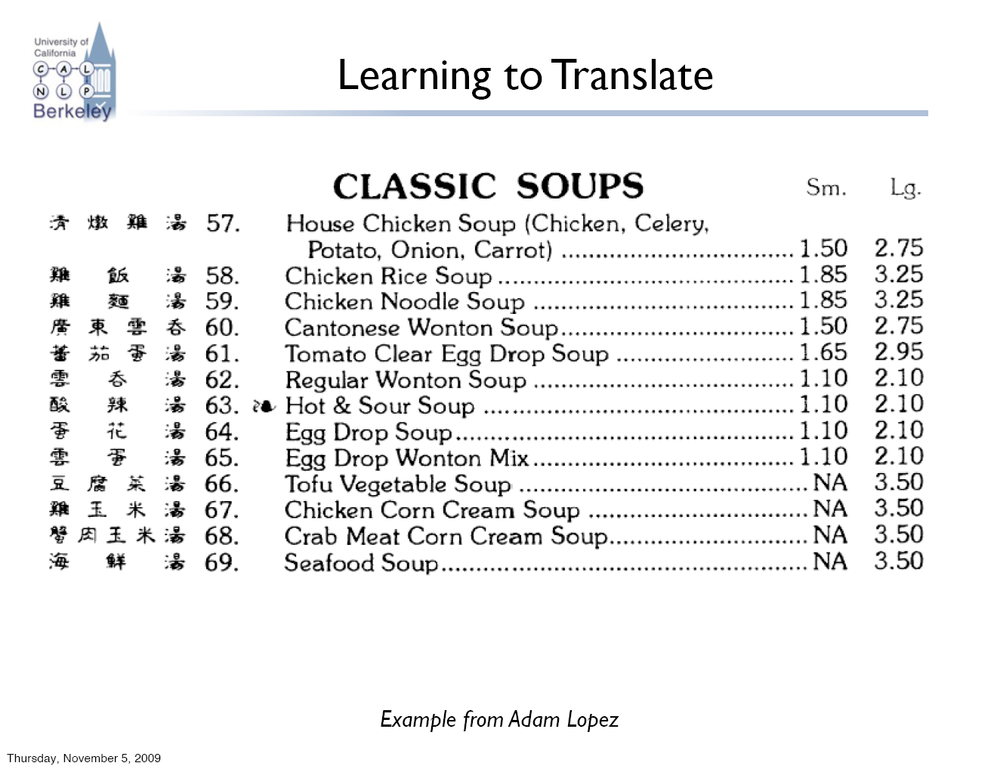 University of
California
C A L
N L P
Berkeley
Learning to Translate
CLASSIC SOUPS Sm. Lg.
清燉雞湯 57. House Chicken Soup (Chicken, Celery,
Potato, Onion, Carrot) ................................ 1.50 2.75
雞飯湯 58. Chicken Rice Soup ........................................ 1.85 3.25
雞麵湯 59. Chicken Noodle Soup ................................... 1.85 3.25
廣東雲吞 60. Cantonese Wonton Soup................................ 1.50 2.75
蕃茄蛋湯 61. Tomato Clear Egg Drop Soup ........................ 1.65 2.95
雲吞湯 62. Regular Wonton Soup ................................... 1.10 2.10
酸辣湯 63. ❧ Hot & Sour Soup .......................................... 1.10 2.10
蛋花湯 64. Egg Drop Soup.............................................. 1.10 2.10
雲蛋湯 65. Egg Drop Wonton Mix................................... 1.10 2.10
豆腐菜湯 66. Tofu Vegetable Soup ....................................... NA 3.50
雞玉米湯 67. Chicken Corn Cream Soup .............................. NA 3.50
蟹肉玉米湯 68. Crab Meat Corn Cream Soup........................... NA 3.50
海鮮湯 69. Seafood Soup.................................................. NA 3.50
Example from Adam Lopez
Thursday, November 5, 2009